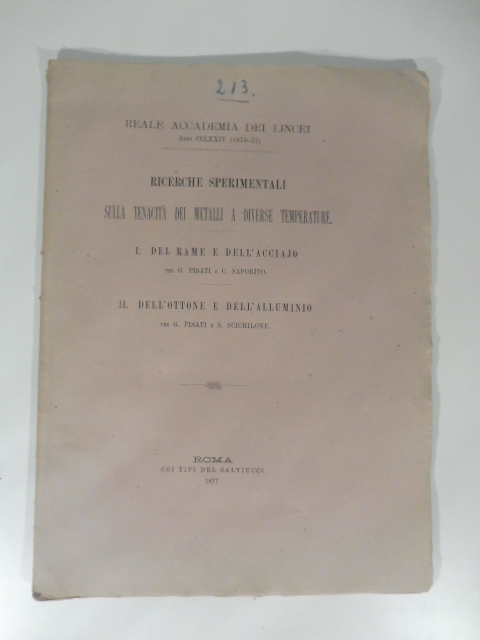 213.
REALE ACCADEMIA DEI LINCEI
ANNO CCLXXIV (1876-77)
RICERCHE SPERIMENTALI
SULLA TENACITÀ DEI METALLI A DIVERSE TEMPERATURE.
I. DEL RAME E DELL'ACCIAJO
PER G. PISATI E C. SAPORITO.
II. DELL'OTTONE E DELL'ALLUMINIO
PER G. PISATI E S. SCICHILONE.
ROMA
COI TIPI DEL SALVIUCCI
1877